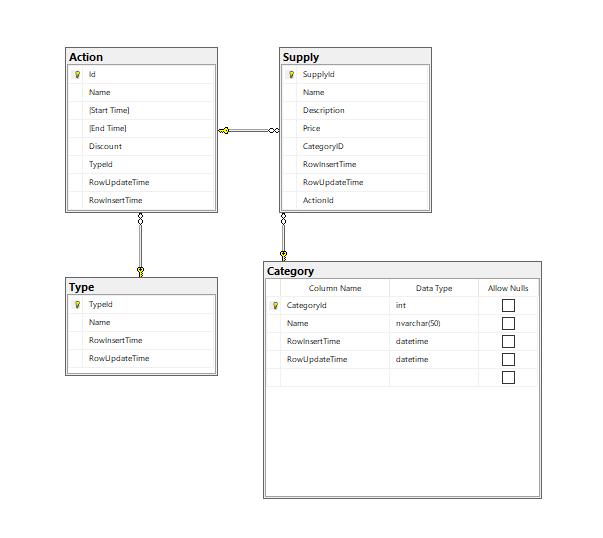 Action
Id
Name
[Start Time]
[End Time]
Discount
TypeId
RowUpdateTime
RowInsertTime
Supply
SupplyId
Name
Description
Price
CategoryID
RowInsertTime
RowUpdateTime
ActionId
Type
TypeId
Name
RowInsertTime
RowUpdateTime
Category
Column Name Data Type Allow Nulls
CategoryId int
Name nvarchar(50)
RowInsertTime datetime
RowUpdateTime datetime